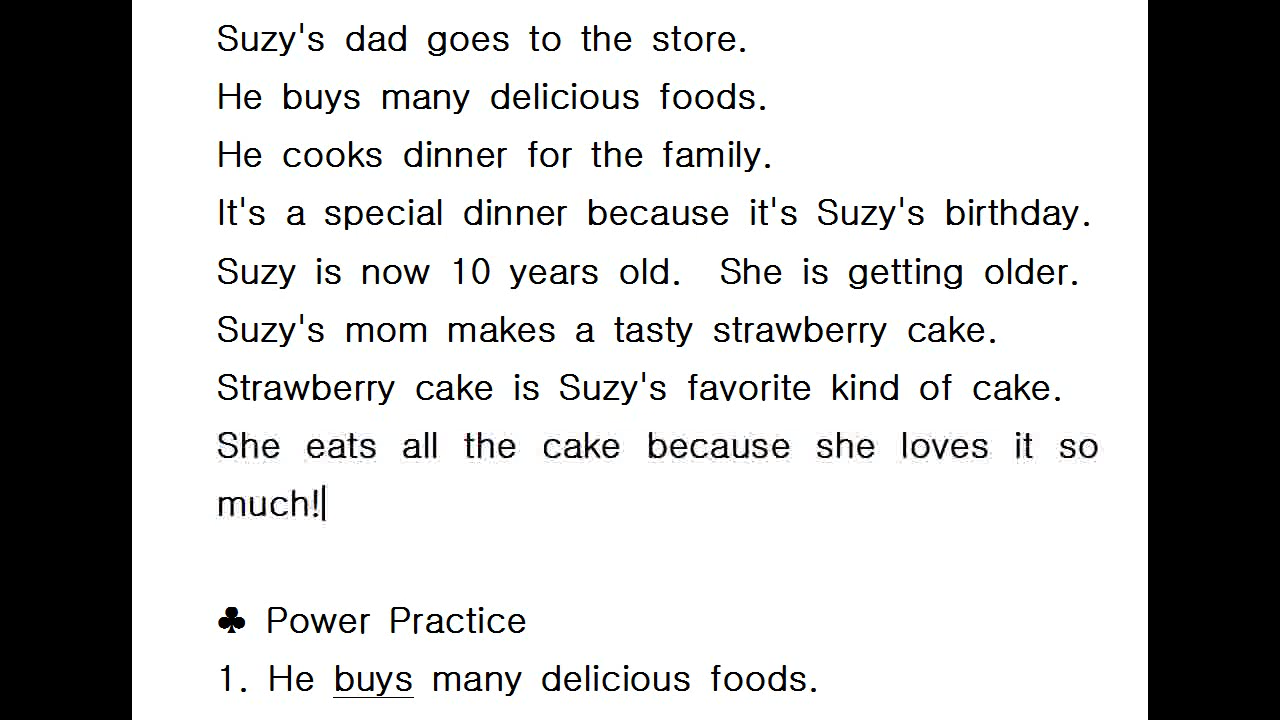 Suzy's dad goes to the store.
He buys many delicious foods.
He cooks dinner for the family.
It's a special dinner because it's Suzy's birthday.
Suzy is now 10 years old.  She is getting older.
Suzy's mom makes a tasty strawberry cake.
Strawberry cake is Suzy's favorite kind of cake.
She eats all the cake because she loves it so
much!
♣ Power Practice
1. He buys many delicious foods.